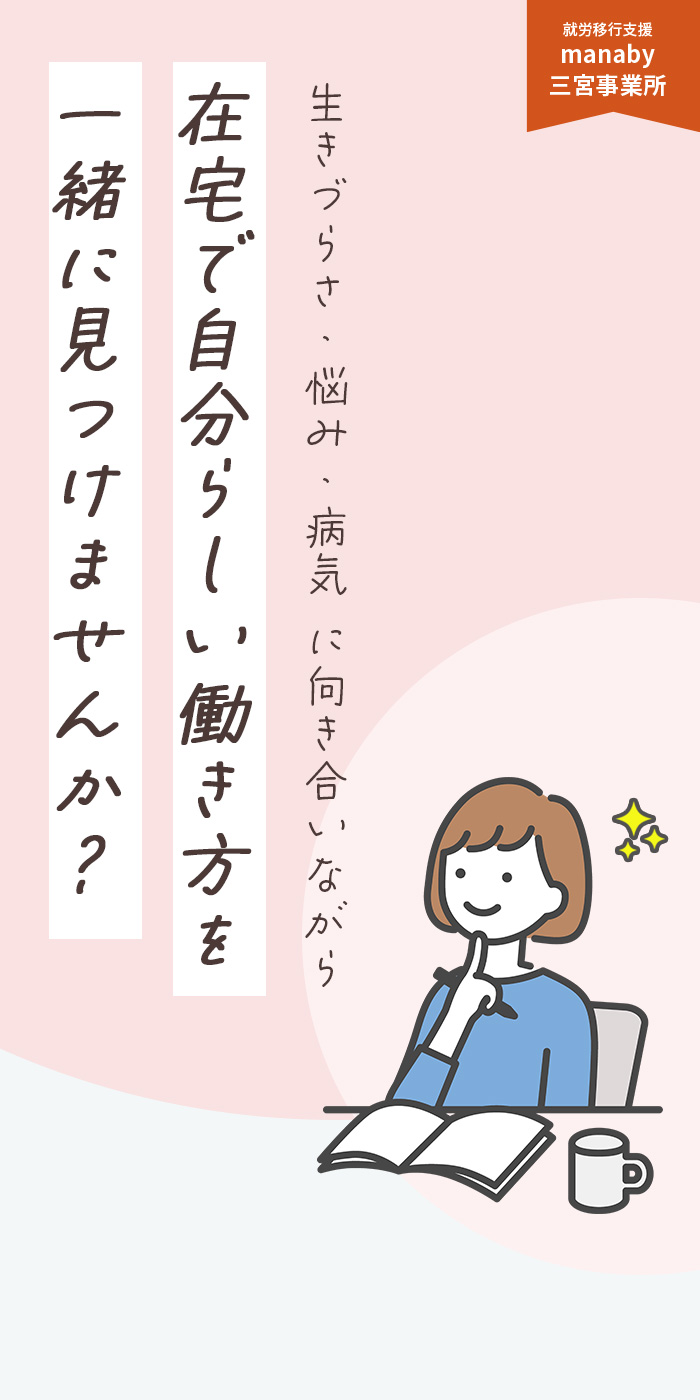 就労移行支援
manaby
三宮事業所
生きづらさ・悩み・病気に向き合いながら
在宅で自分らしい働き方を
一緒に見つけませんか？